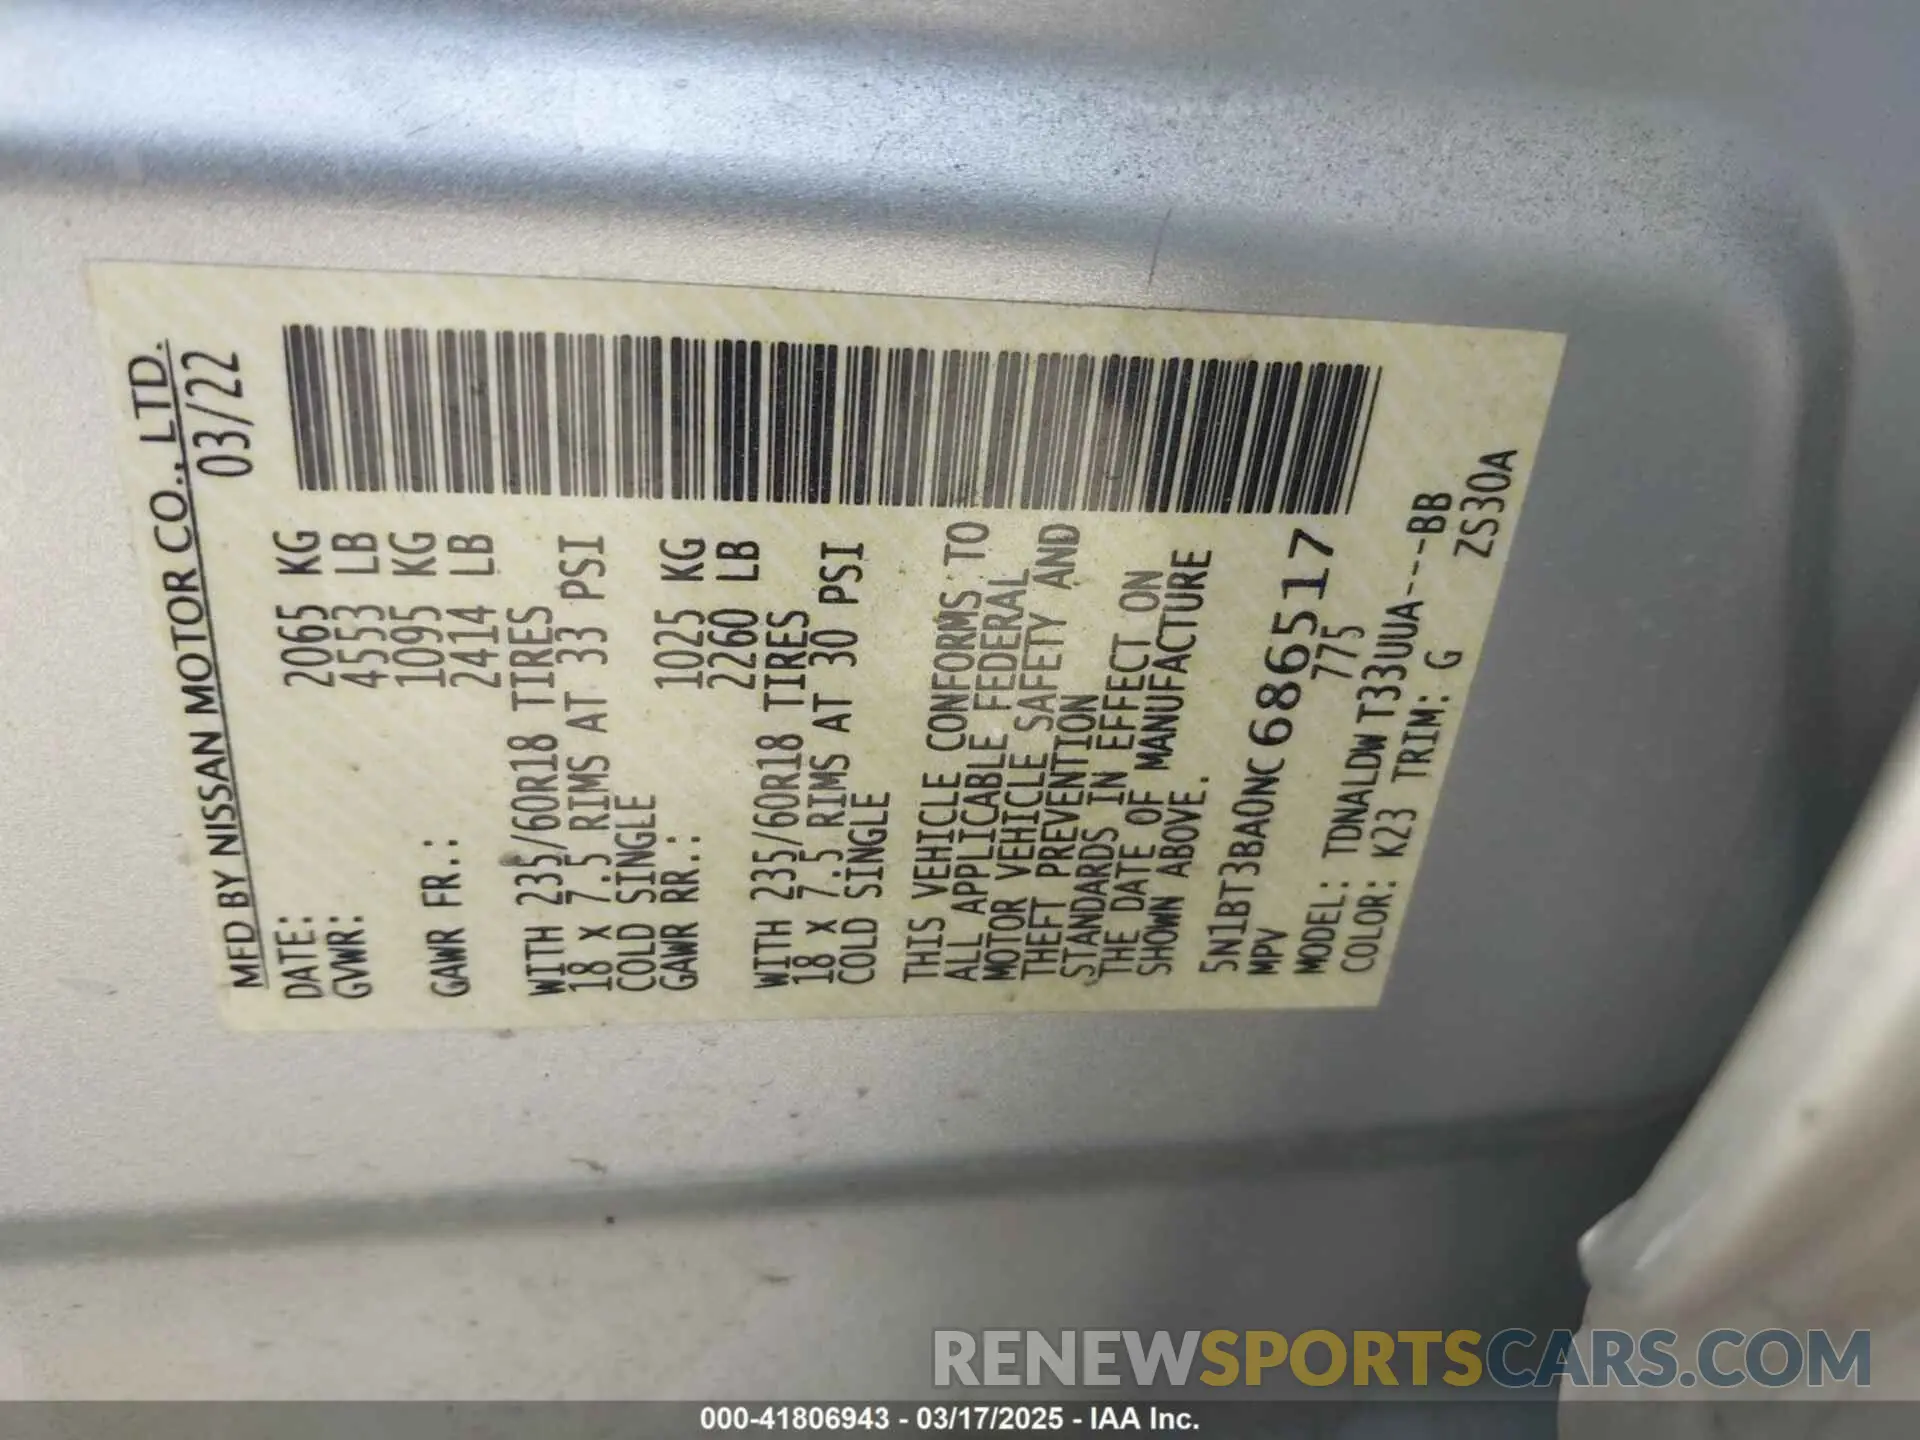 MFD BY NISSAN MOTOR CO., LTD.
DATE: 03/22
GVWR: 2065 KG
4553 LB
GAWR FR.: 1095 KG
2414 LB
WITH 235/60R18 TIRES
18 X 7.5 RIMS AT 33 PSI
COLD SINGLE
GAWR RR.: 1025 KG
2260 LB
WITH 235/60R18 TIRES
18 X 7.5 RIMS AT 30 PSI
COLD SINGLE
THIS VEHICLE CONFORMS TO
ALL APPLICABLE FEDERAL
MOTOR VEHICLE SAFETY AND
THEFT PREVENTION
STANDARDS IN EFFECT ON
THE DATE OF MANUFACTURE
SHOWN ABOVE.
5N1BT3BA0NC686517
MPV 775
MODEL: TDNALDW T33UUA---BB
COLOR: K23 TRIM: G ZS30A
RENEWSPORTSCARS.COM
000-41806943 - 03/17/2025 - IAA Inc.